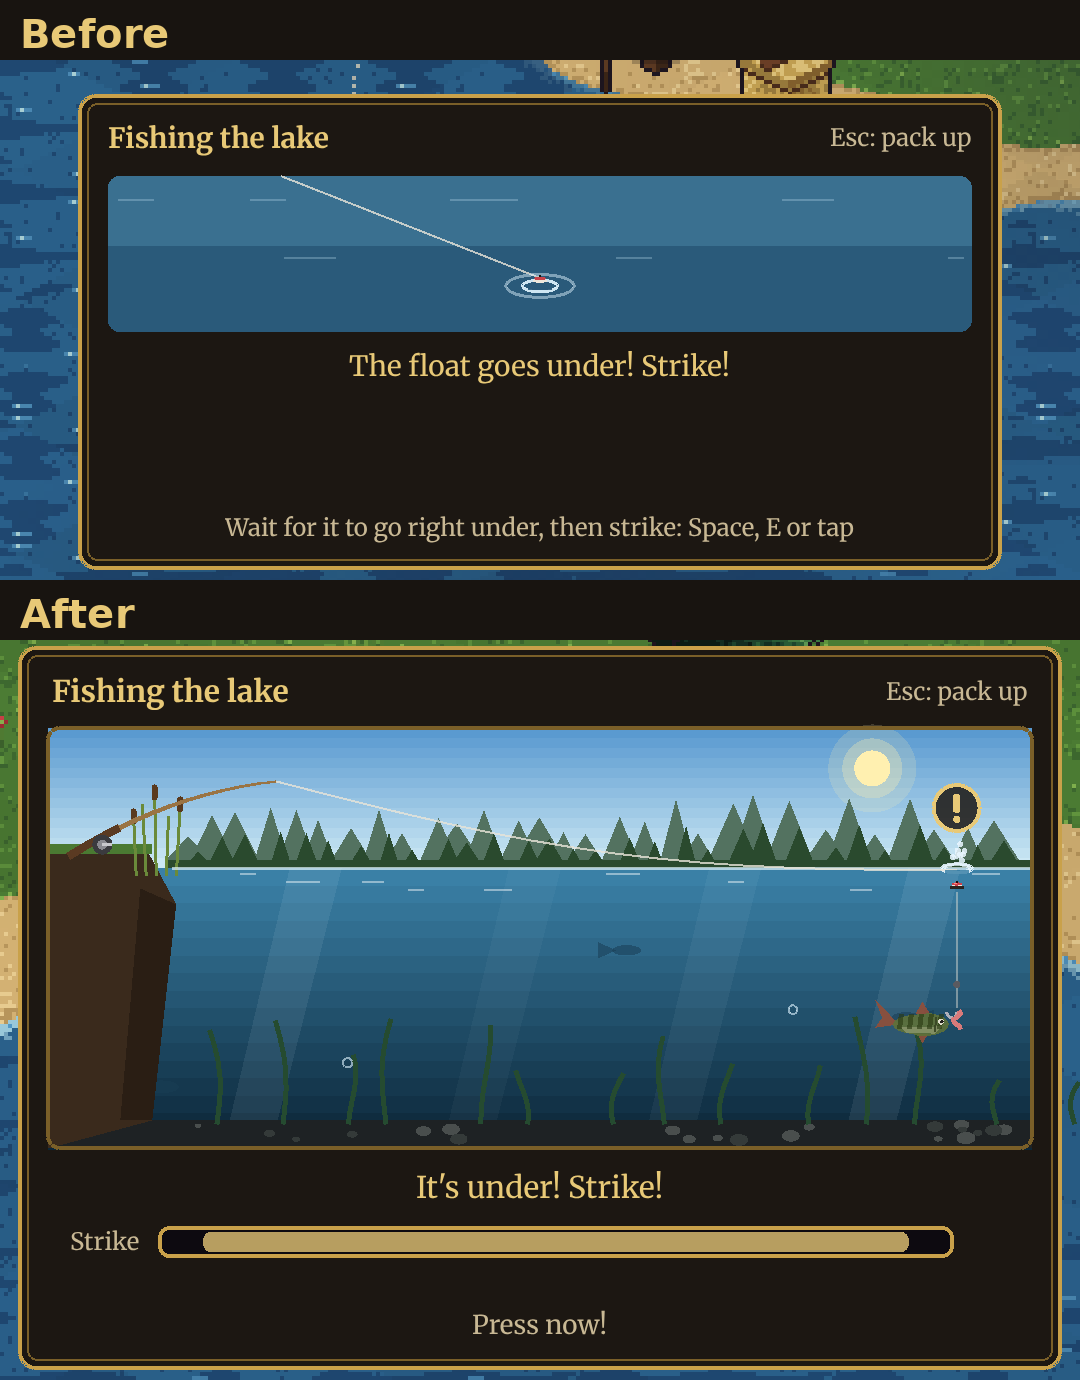 Before
Fishing the lake
Esc: pack up
The float goes under! Strike!
Wait for it to go right under, then strike: Space, E or tap
After
Fishing the lake
Esc: pack up
!
It's under! Strike!
Strike
Press now!